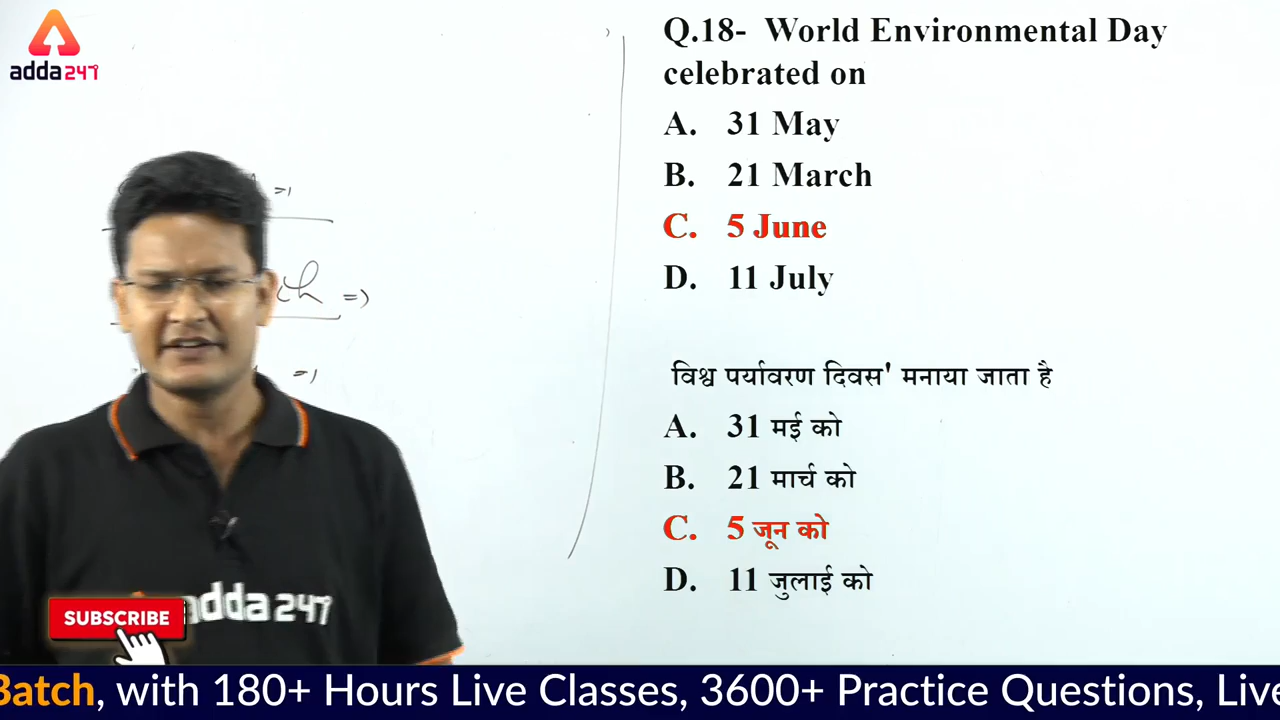 adda247
Q.18- World Environmental Day
celebrated on
A. 31 May
B. 21 March
C. 5 June
D. 11 July
विश्व पर्यावरण दिवस' मनाया जाता है
A. 31 मई को
B. 21 मार्च को
C. 5 जून को
D. 11 जुलाई को
=)
adda247
SUBSCRIBE
Batch, with 180+ Hours Live Classes, 3600+ Practice Questions, Live